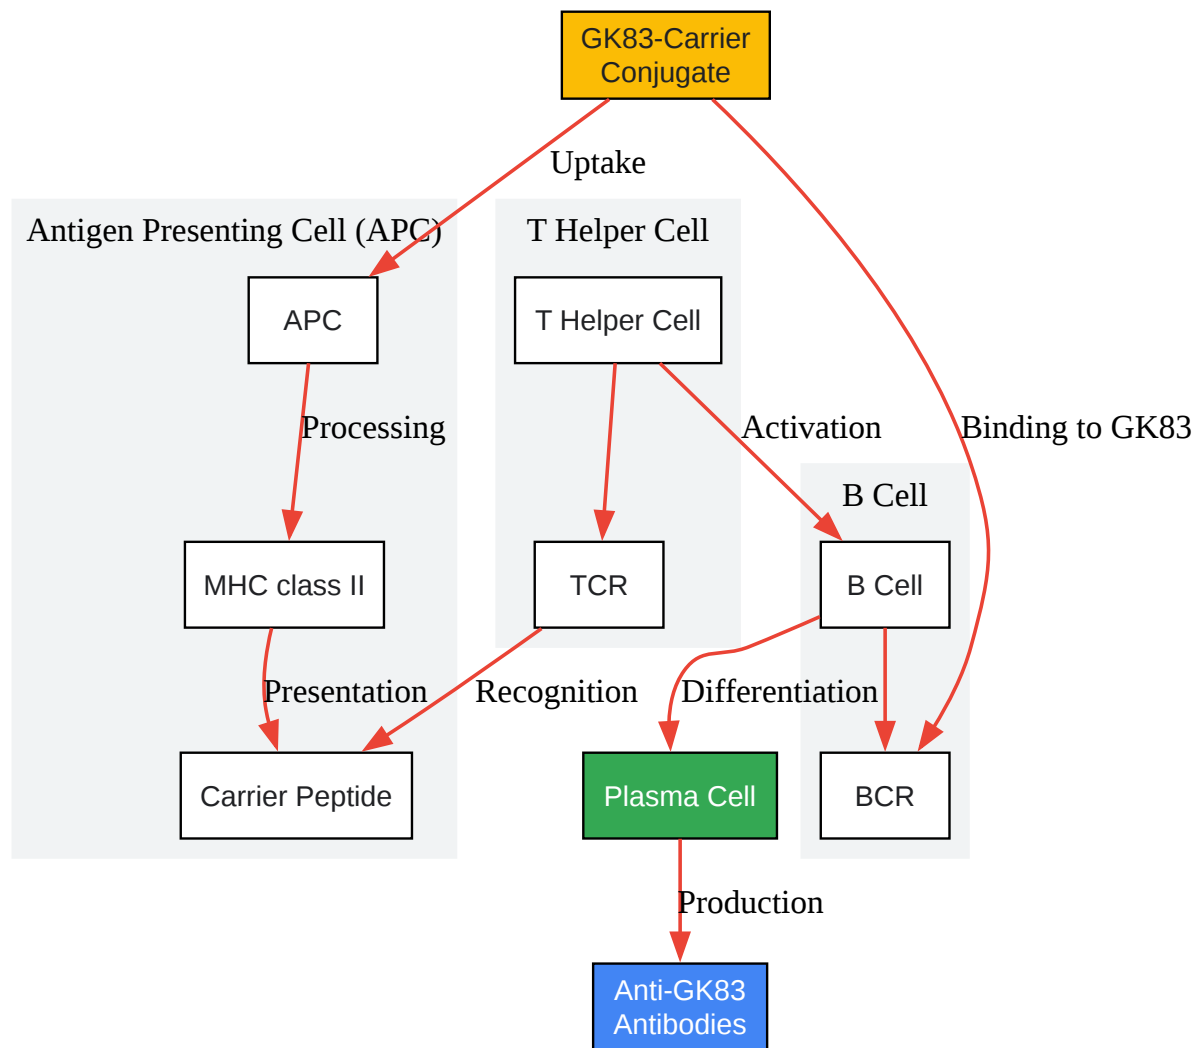 GK83-Carrier
Conjugate
Uptake
Antigen Presenting Cell (APC)
T Helper Cell
APC
T Helper Cell
Processing
Activation
Binding to GK83
B Cell
MHC class II
TCR
B Cell
Presentation
Recognition
Differentiation
Carrier Peptide
Plasma Cell
BCR
Production
Anti-GK83
Antibodies